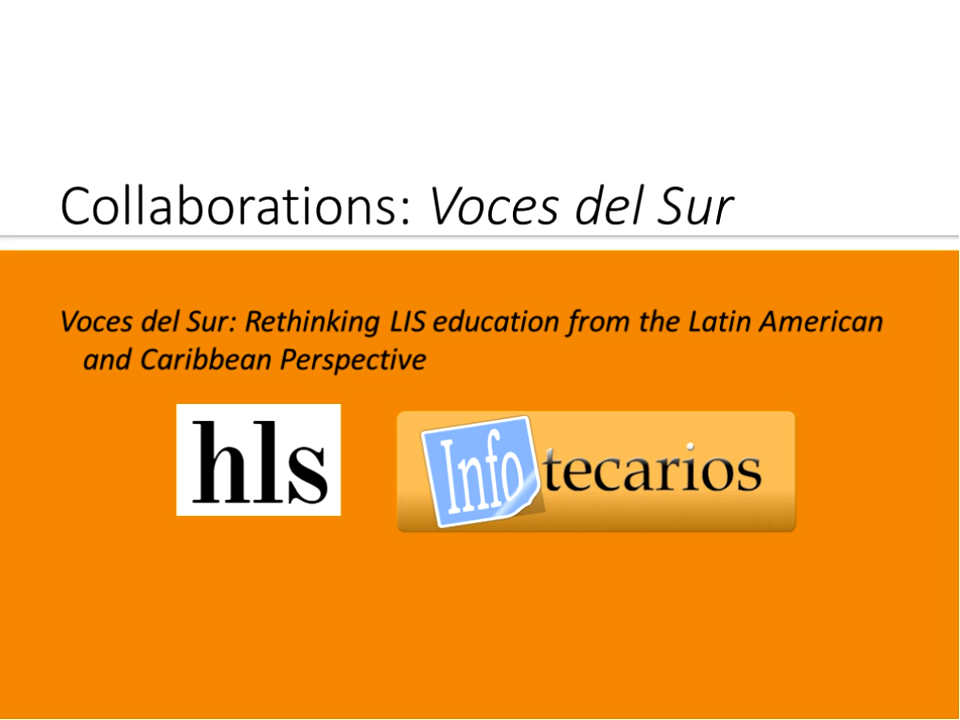 Collaborations: Voces del Sur
Voces del Sur: Rethinking LIS education from the Latin American
and Caribbean Perspective
hls
Infotecarios